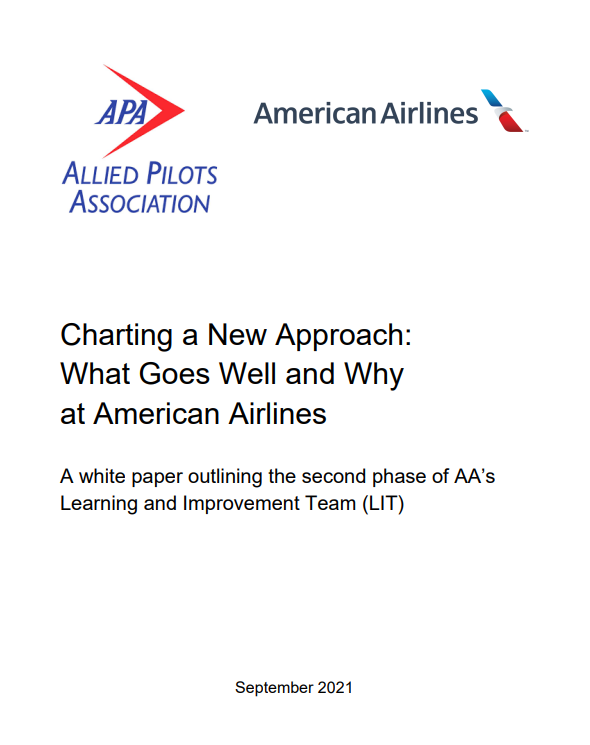 APA
ALLIED PILOTS
ASSOCIATION
American Airlines
Charting a New Approach:
What Goes Well and Why
at American Airlines
A white paper outlining the second phase of AA’s
Learning and Improvement Team (LIT)
September 2021